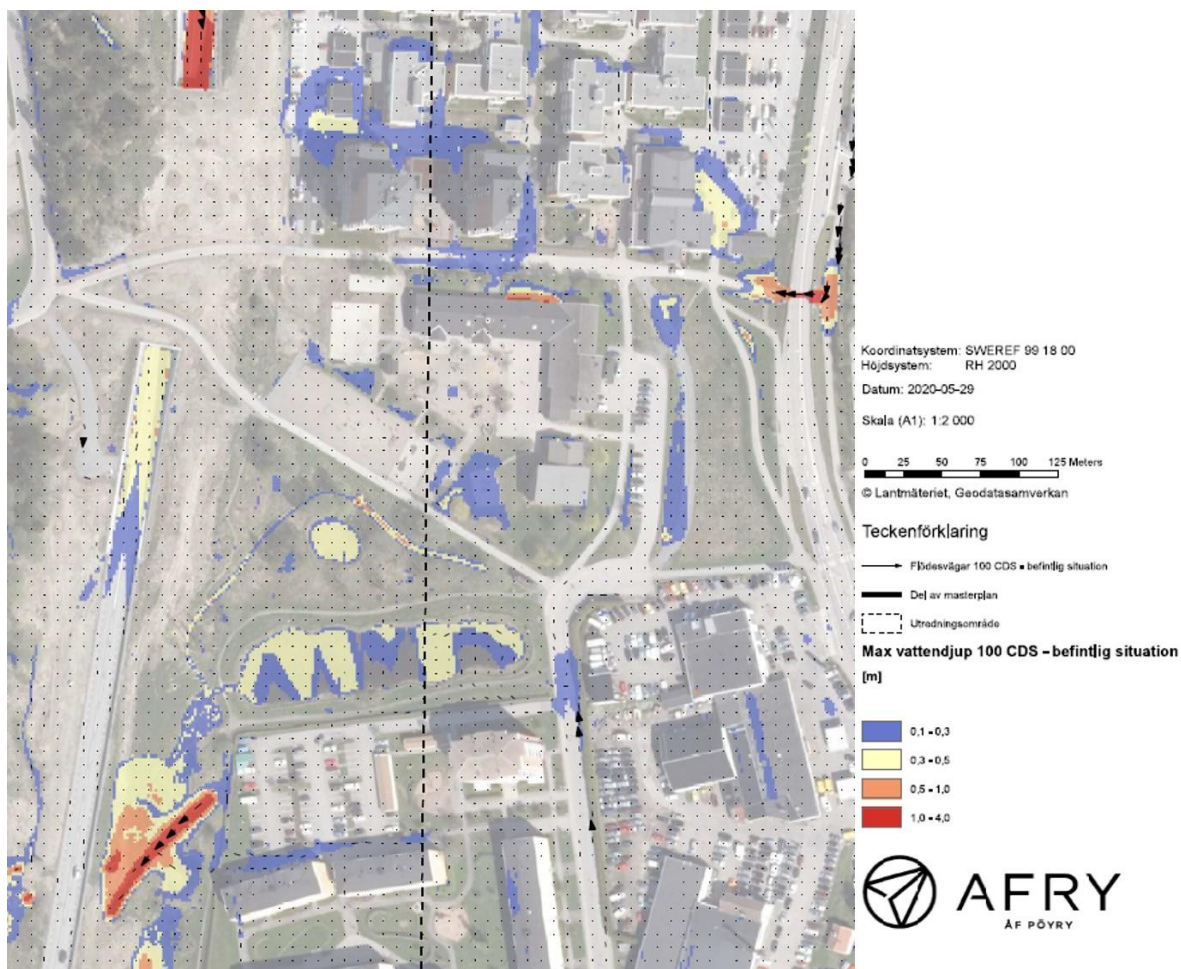 Koordinatsystem: SWEREF 99 18 00
Höjdsystem: RH 2000
Datum: 2020-05-29
Skala (A1): 1:2 000
0 25 50 75 100 125 Meters
© Lantmäteriet, Geodatasamverkan
Teckenförklaring
Flödesvägar 100 CDS - befintlig situation
Del av masterplan
Utredningsområde
Max vattendjup 100 CDS - befintlig situation
[m]
0,1 - 0,3
0,3 - 0,5
0,5 - 1,0
1,0 - 4,0
AFRY
ÅF PÖYRY